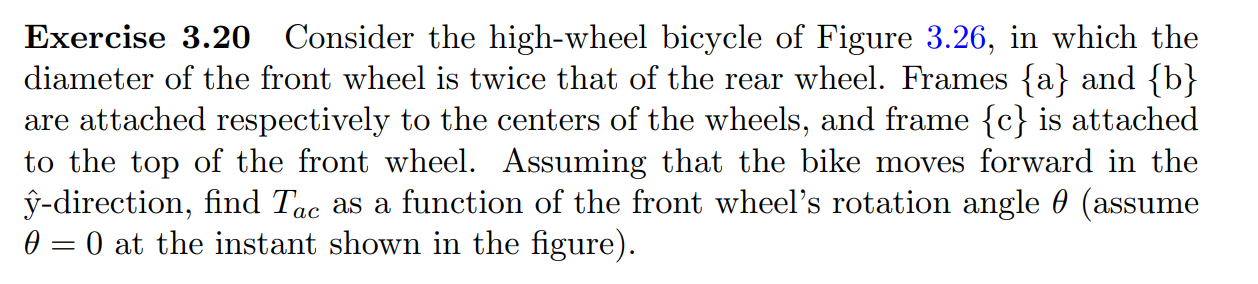 Exercise 3.20 Consider the high-wheel bicycle of Figure 3.26, in which the
diameter of the front wheel is twice that of the rear wheel. Frames {a} and {b}
are attached respectively to the centers of the wheels, and frame {c} is attached
to the top of the front wheel. Assuming that the bike moves forward in the
ŷ-direction, find Tac as a function of the front wheel's rotation angle θ (assume
θ = 0 at the instant shown in the figure).